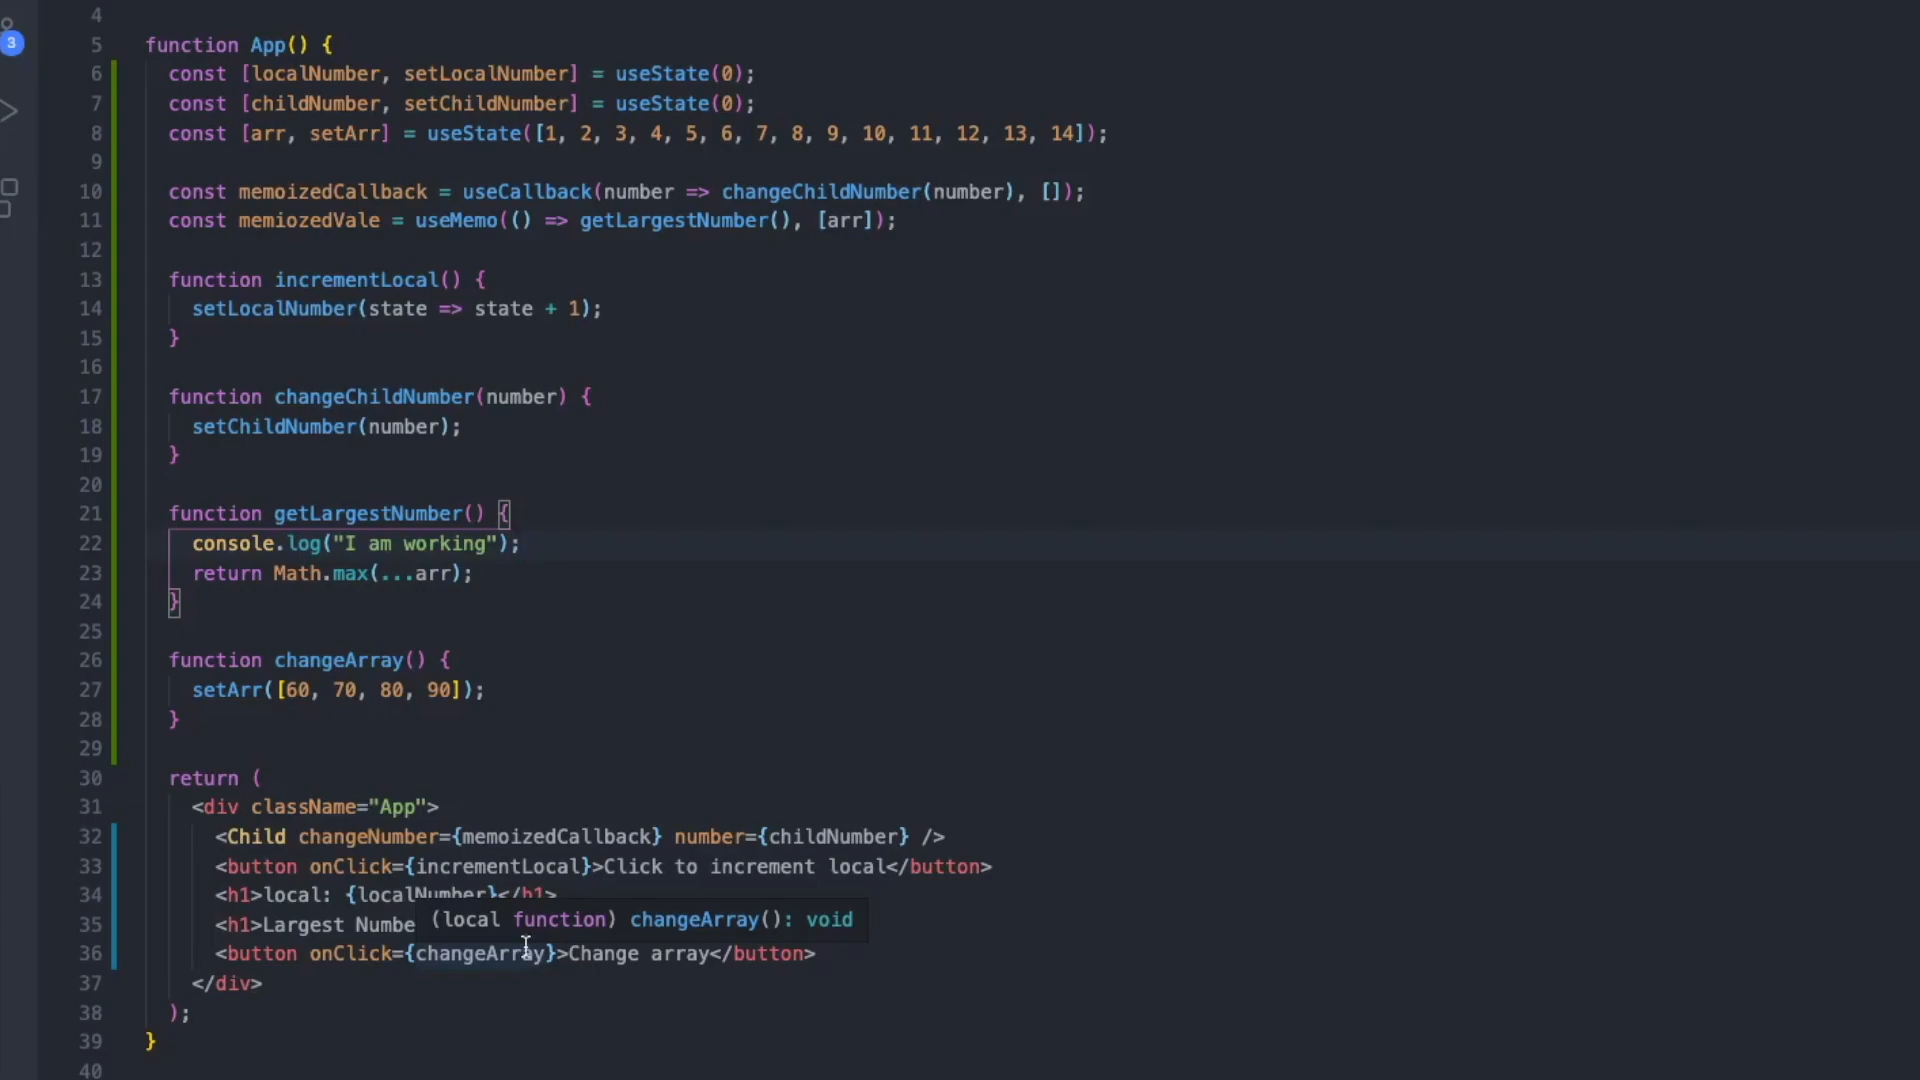 3
4
5 function App() {
6 const [localNumber, setLocalNumber] = useState(0);
7 const [childNumber, setChildNumber] = useState(0);
8 const [arr, setArr] = useState([1, 2, 3, 4, 5, 6, 7, 8, 9, 10, 11, 12, 13, 14]);
9
10 const memoizedCallback = useCallback(number => changeChildNumber(number), []);
11 const memiozedVale = useMemo(() => getLargestNumber(), [arr]);
12
13 function incrementLocal() {
14 setLocalNumber(state => state + 1);
15 }
16
17 function changeChildNumber(number) {
18 setChildNumber(number);
19 }
20
21 function getLargestNumber() {
22 console.log("I am working");
23 return Math.max(...arr);
24 }
25
26 function changeArray() {
27 setArr([60, 70, 80, 90]);
28 }
29
30 return (
31 <div className="App">
32 <Child changeNumber={memoizedCallback} number={childNumber} />
33 <button onClick={incrementLocal}>Click to increment local</button>
34 <h1>local: {localNumber}</h1>
35 <h1>Largest Numbe
(local function) changeArray(): void
36 <button onClick={changeArray}>Change array</button>
37 </div>
38 );
39 }
40